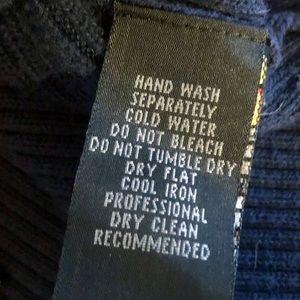 HAND WASH
SEPARATELY
COLD WATER
DO NOT BLEACH
DO NOT TUMBLE DRY
DRY FLAT
COOL IRON
PROFESSIONAL
DRY CLEAN
RECOMMENDED